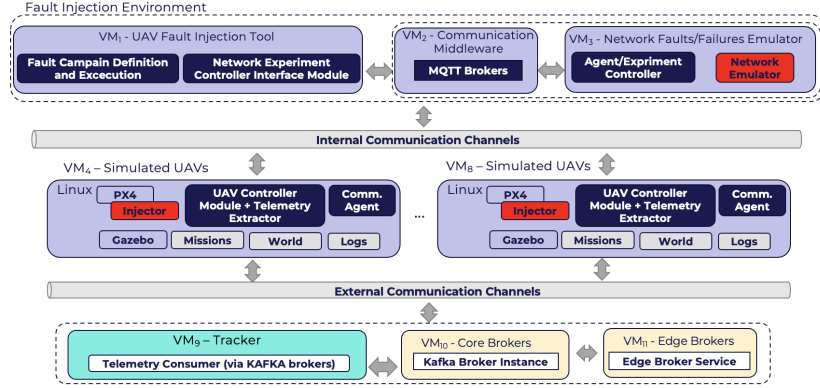 Fault Injection Environment
VM₁ - UAV Fault Injection Tool
Fault Campain Definition
and Excecution
Network Experiment
Controller Interface Module
VM₂ - Communication
Middleware
MQTT Brokers
VM₃ - Network Faults/Failures Emulator
Agent/Expriment
Controller
Network
Emulator
Internal Communication Channels
VM₄ – Simulated UAVs
Linux
PX4
Injector
UAV Controller
Module + Telemetry
Extractor
Comm.
Agent
Gazebo
Missions
World
Logs
...
VM₈ – Simulated UAVs
Linux
PX4
Injector
UAV Controller
Module + Telemetry
Extractor
Comm.
Agent
Gazebo
Missions
World
Logs
External Communication Channels
VM₉ – Tracker
Telemetry Consumer (via KAFKA brokers)
VM₁₀ - Core Brokers
Kafka Broker Instance
VM₁₁ - Edge Brokers
Edge Broker Service